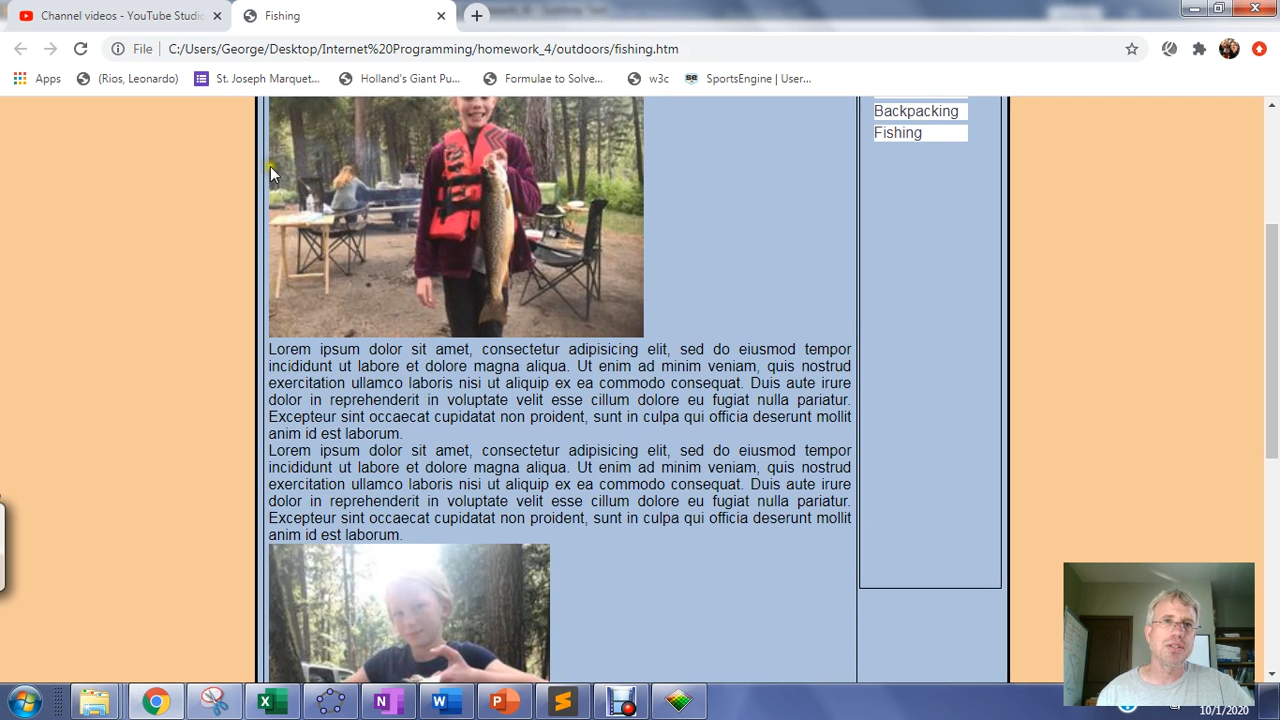 Channel videos - YouTube Studio
Fishing
File C:/Users/George/Desktop/Internet%20Programming/homework_4/outdoors/fishing.htm
Apps (Rios, Leonardo) St. Joseph Marquet... Holland's Giant Pu... Formulae to Solve... w3c SportsEngine | User...
Backpacking
Fishing
Lorem ipsum dolor sit amet, consectetur adipisicing elit, sed do eiusmod tempor
incididunt ut labore et dolore magna aliqua. Ut enim ad minim veniam, quis nostrud
exercitation ullamco laboris nisi ut aliquip ex ea commodo consequat. Duis aute irure
dolor in reprehenderit in voluptate velit esse cillum dolore eu fugiat nulla pariatur.
Excepteur sint occaecat cupidatat non proident, sunt in culpa qui officia deserunt mollit
anim id est laborum.
Lorem ipsum dolor sit amet, consectetur adipisicing elit, sed do eiusmod tempor
incididunt ut labore et dolore magna aliqua. Ut enim ad minim veniam, quis nostrud
exercitation ullamco laboris nisi ut aliquip ex ea commodo consequat. Duis aute irure
dolor in reprehenderit in voluptate velit esse cillum dolore eu fugiat nulla pariatur.
Excepteur sint occaecat cupidatat non proident, sunt in culpa qui officia deserunt mollit
anim id est laborum.
10/1/2020